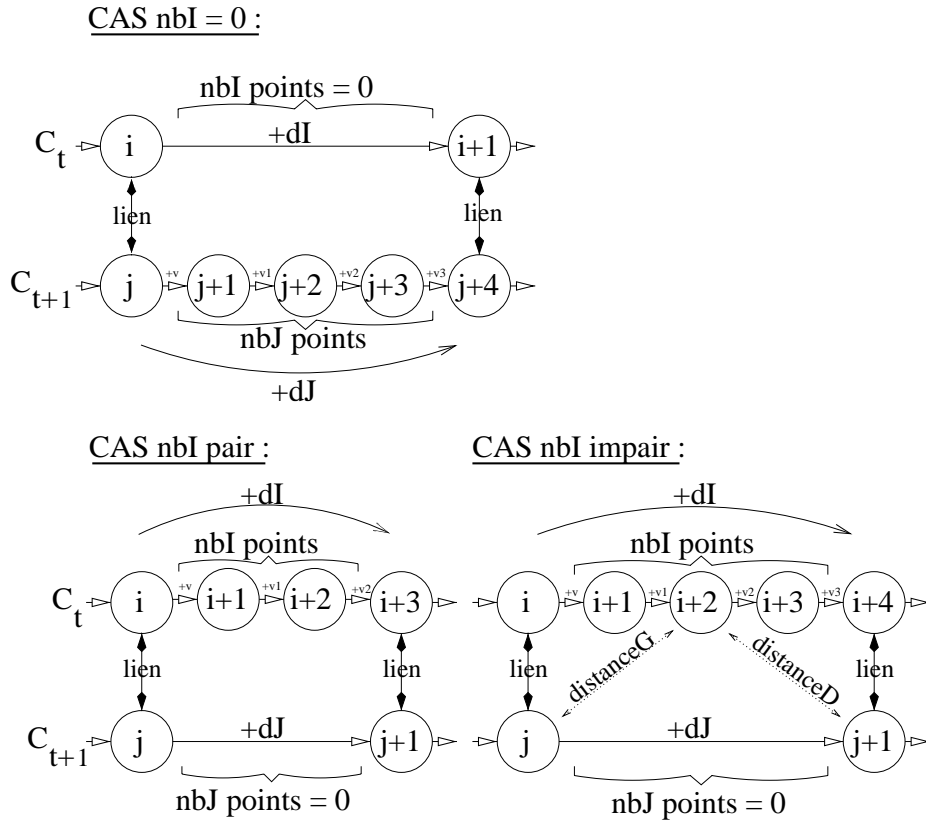 CAS nbI = 0 :
nbI points = 0
+dI
C_t i i+1
lien lien
C_t+1 j +v j+1 +v1 j+2 +v2 j+3 +v3 j+4
nbJ points
+dJ
CAS nbI pair :
+dI
nbI points
C_t i +v i+1 +v1 i+2 +v2 i+3
lien lien
C_t+1 j +dJ j+1
nbJ points = 0
CAS nbI impair :
+dI
nbI points
i +v i+1 +v1 i+2 +v2 i+3 +v3 i+4
lien distanceG distanceD lien
j +dJ j+1
nbJ points = 0